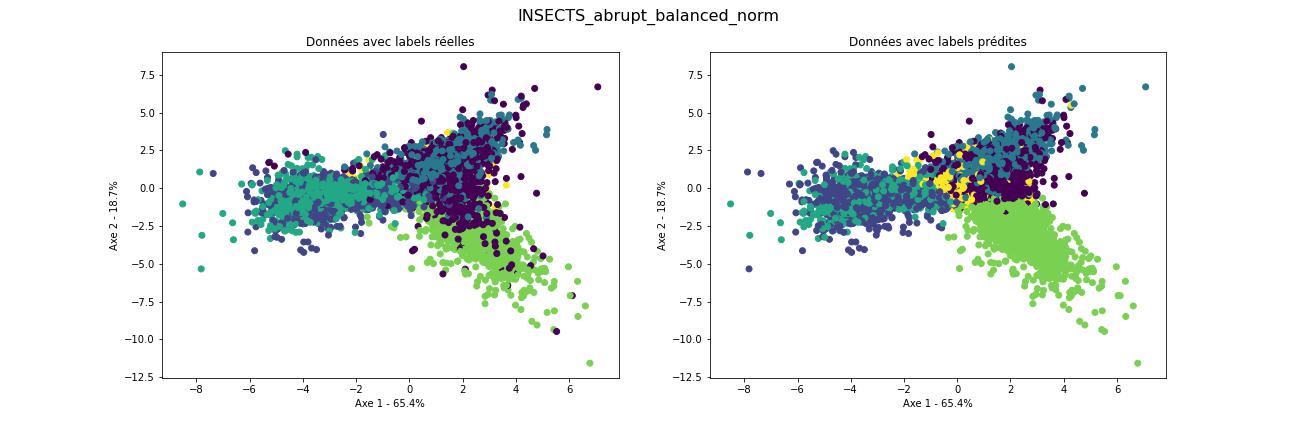 INSECTS_abrupt_balanced_norm
Données avec labels réelles
7.5
5.0
2.5
0.0
−2.5
−5.0
−7.5
−10.0
−12.5
Axe 2 - 18.7%
−8 −6 −4 −2 0 2 4 6
Axe 1 - 65.4%
Données avec labels prédites
7.5
5.0
2.5
0.0
−2.5
−5.0
−7.5
−10.0
−12.5
Axe 2 - 18.7%
−8 −6 −4 −2 0 2 4 6
Axe 1 - 65.4%